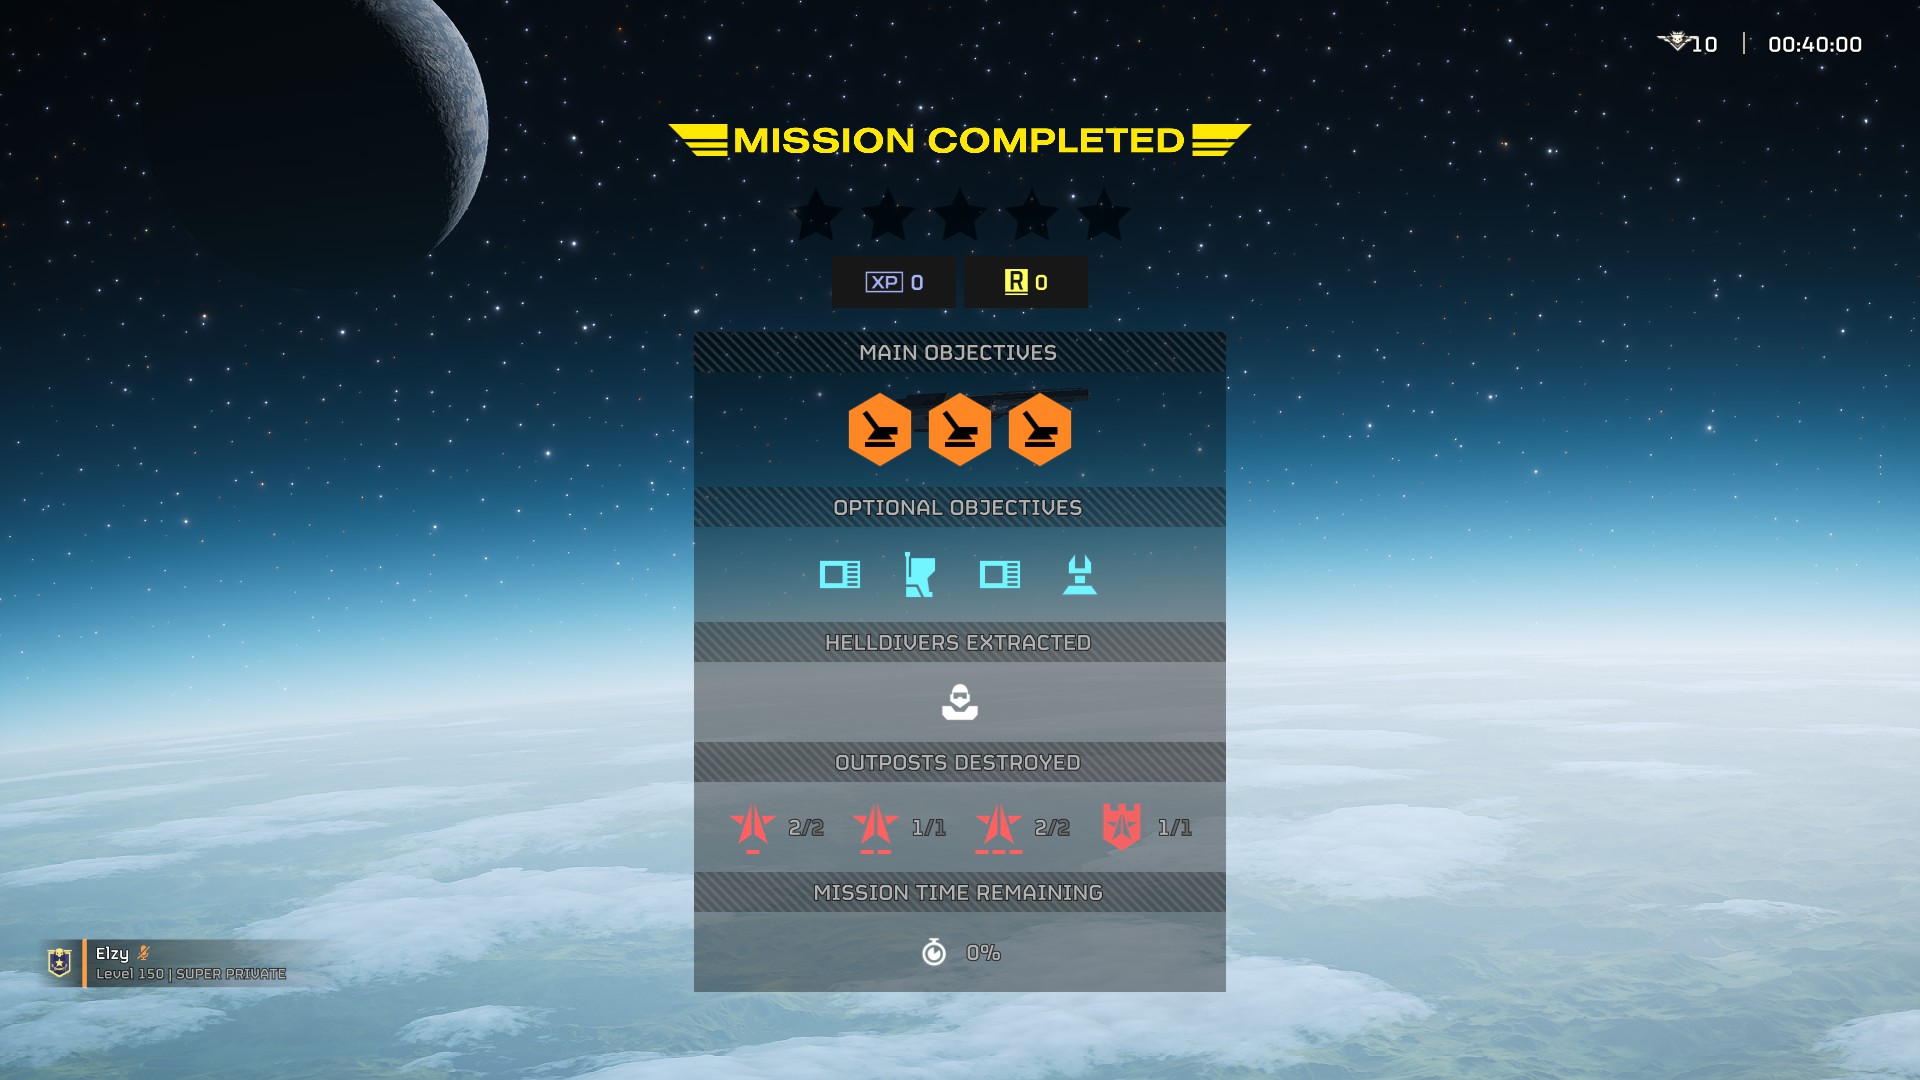 10 | 00:40:00
MISSION COMPLETED
XP 0
R 0
MAIN OBJECTIVES
OPTIONAL OBJECTIVES
HELLDIVERS EXTRACTED
OUTPOSTS DESTROYED
2/2 1/1 2/2 1/1
MISSION TIME REMAINING
0%
Elzy
Level 150 | SUPER PRIVATE